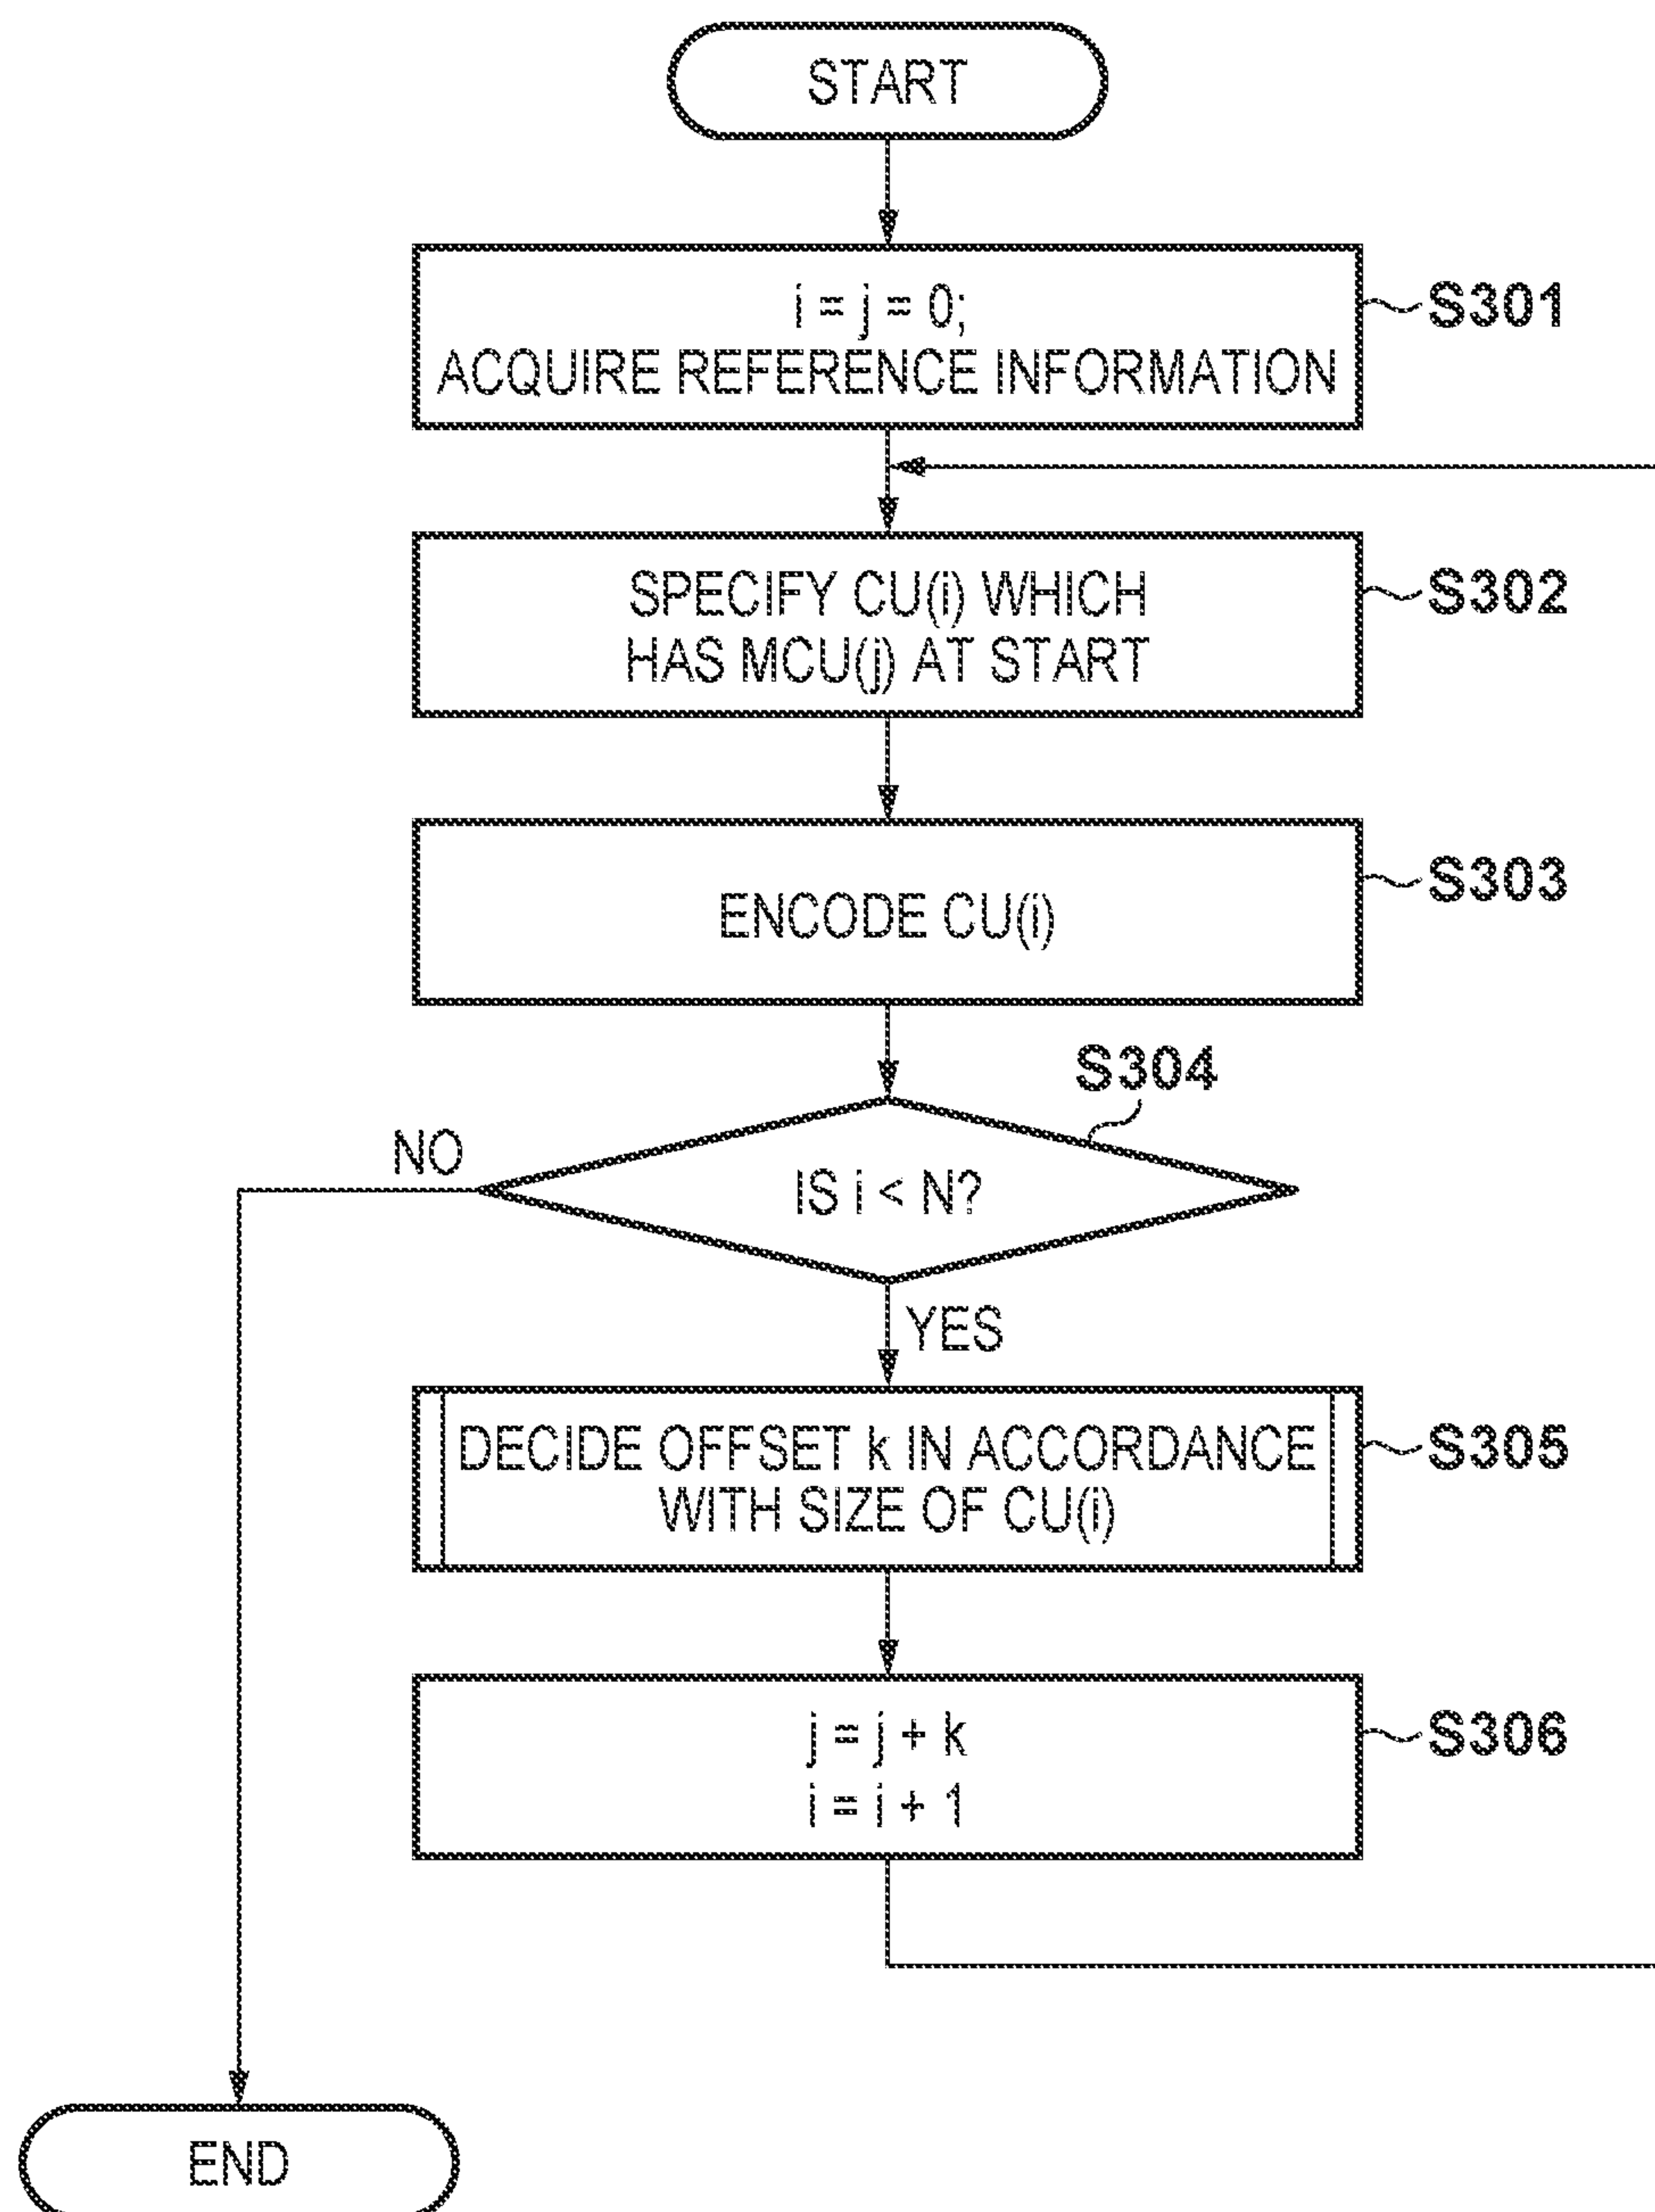 START
i = j = 0;
ACQUIRE REFERENCE INFORMATION
S301
SPECIFY CU(i) WHICH
HAS MCU(j) AT START
S302
ENCODE CU(i)
S303
S304
NO
IS i < N?
YES
DECIDE OFFSET k IN ACCORDANCE
WITH SIZE OF CU(i)
S305
j = j + k
i = i + 1
S306
END